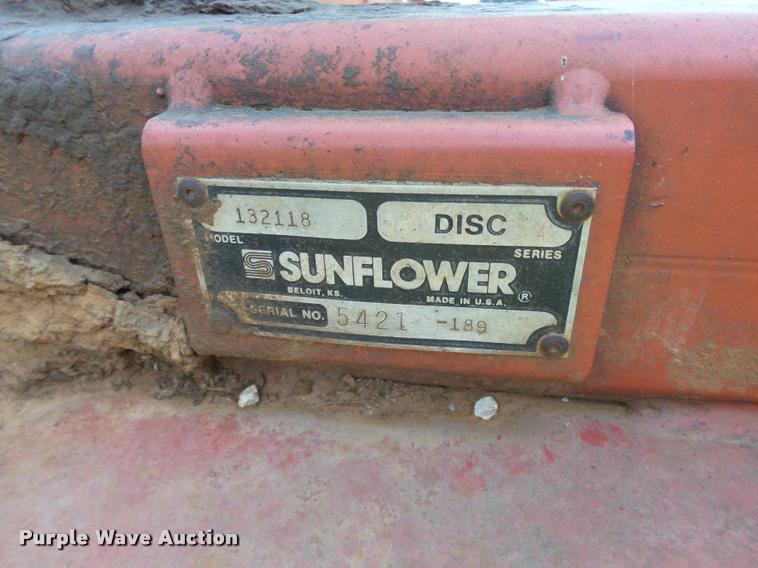 132118 DISC
MODEL SERIES
SUNFLOWER ®
BELOIT, KS. MADE IN U.S.A.
SERIAL NO. 5421 -189
Purple Wave Auction